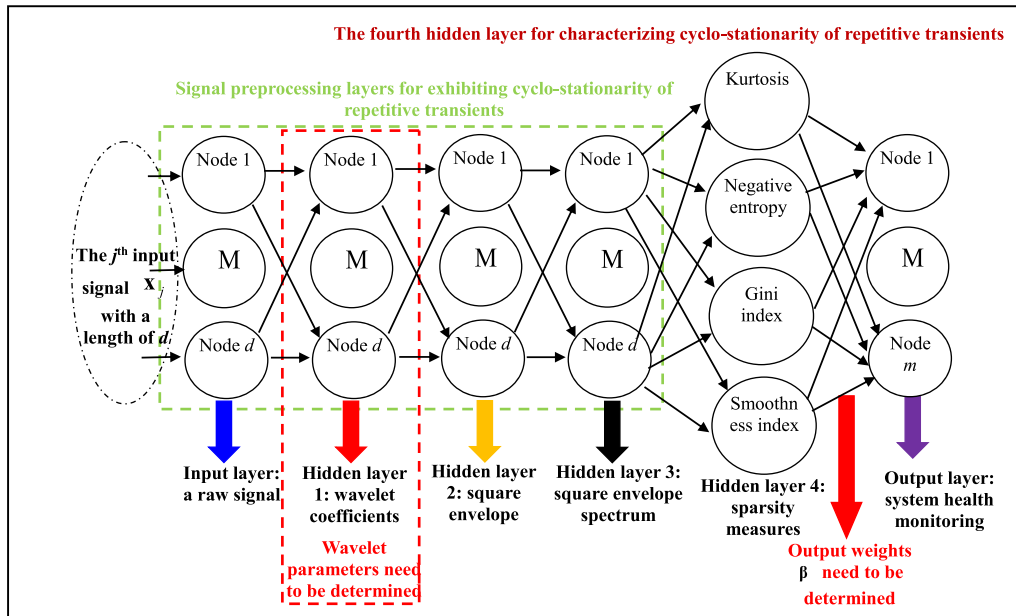 The fourth hidden layer for characterizing cyclo-stationarity of repetitive transients
Signal preprocessing layers for exhibiting cyclo-stationarity of
repetitive transients
The jth input
signal xj
with a
length of d
Node 1
M
Node d
Node 1
M
Node d
Node 1
M
Node d
Node 1
M
Node d
Kurtosis
Negative
entropy
Gini
index
Smoothn
ess index
Node 1
M
Node
m
Input layer:
a raw signal
Hidden layer
1: wavelet
coefficients
Hidden layer
2: square
envelope
Hidden layer 3:
square envelope
spectrum
Hidden layer 4:
sparsity
measures
Output layer:
system health
monitoring
Wavelet
parameters need
to be determined
Output weights
β need to be
determined